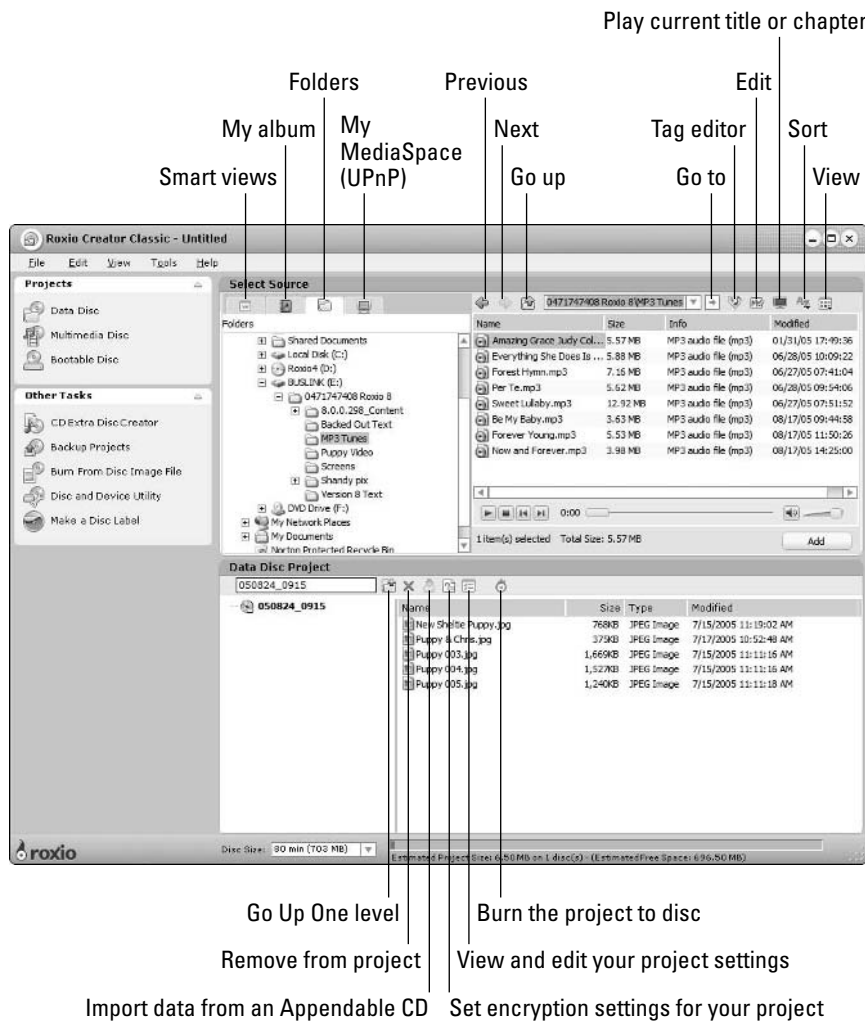 Play current title or chapter
Folders Previous Edit
My album My MediaSpace (UPnP) Next Tag editor Sort
Smart views Go up Go to View
Roxio Creator Classic - Untitled
File Edit View Tools Help
Projects
Data Disc
Multimedia Disc
Bootable Disc
Other Tasks
CD Extra Disc Creator
Backup Projects
Burn From Disc Image File
Disc and Device Utility
Make a Disc Label
Select Source
0471747408 Roxio 8\MP3 Tunes
Folders
Shared Documents
Local Disk (C:)
Roxio4 (D:)
BUSLINK (E:)
0471747408 Roxio 8
8.0.0.298_Content
Backed Out Text
MP3 Tunes
Puppy Video
Screens
Shandy pix
Version 8 Text
DVD Drive (F:)
My Network Places
My Documents
Norton Protected Recycle Bin
Name Size Info Modified
Amazing Grace Judy Col... 5.57 MB MP3 audio file (mp3) 01/31/05 17:49:36
Everything She Does Is ... 5.88 MB MP3 audio file (mp3) 06/28/05 10:09:22
Forest Hymn.mp3 7.16 MB MP3 audio file (mp3) 06/27/05 07:41:04
Per Te.mp3 5.62 MB MP3 audio file (mp3) 06/28/05 09:54:06
Sweet Lullaby.mp3 12.92 MB MP3 audio file (mp3) 06/27/05 07:51:52
Be My Baby.mp3 3.63 MB MP3 audio file (mp3) 08/17/05 09:44:58
Forever Young.mp3 5.53 MB MP3 audio file (mp3) 08/17/05 11:50:26
Now and Forever.mp3 3.98 MB MP3 audio file (mp3) 08/17/05 14:25:00
0:00
1 item(s) selected Total Size: 5.57 MB Add
Data Disc Project
050824_0915
050824_0915
Name Size Type Modified
New Sheltie Puppy.jpg 768KB JPEG Image 7/15/2005 11:19:02 AM
Puppy & Chris.jpg 375KB JPEG Image 7/17/2005 10:52:48 AM
Puppy 003.jpg 1,669KB JPEG Image 7/15/2005 11:11:16 AM
Puppy 004.jpg 1,527KB JPEG Image 7/15/2005 11:11:16 AM
Puppy 005.jpg 1,240KB JPEG Image 7/15/2005 11:11:18 AM
roxio
Disc Size: 80 min (703 MB)
Estimated Project Size: 6.50 MB on 1 disc(s) - (Estimated Free Space: 696.50 MB)
Go Up One level Burn the project to disc
Remove from project View and edit your project settings
Import data from an Appendable CD Set encryption settings for your project